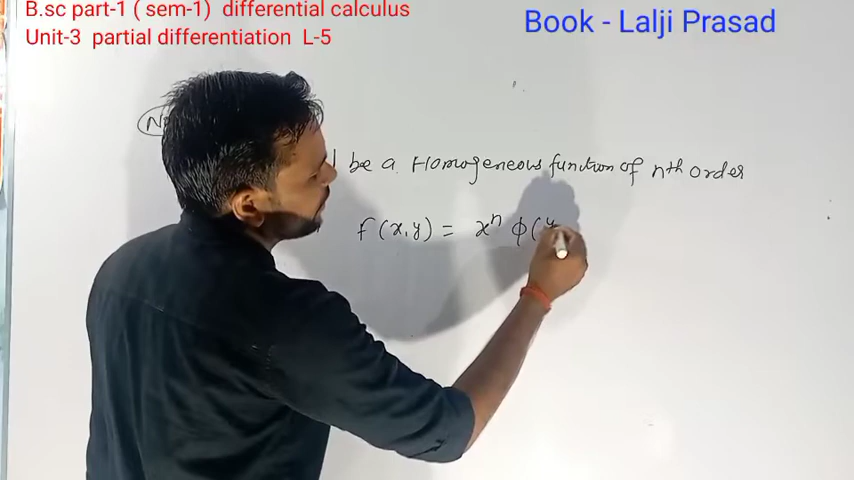 B.sc part-1 ( sem-1) differential calculus
Unit-3 partial differentiation L-5
Book - Lalji Prasad
be a Homogeneous function of nth order
f(x,y) = xⁿ ϕ(y